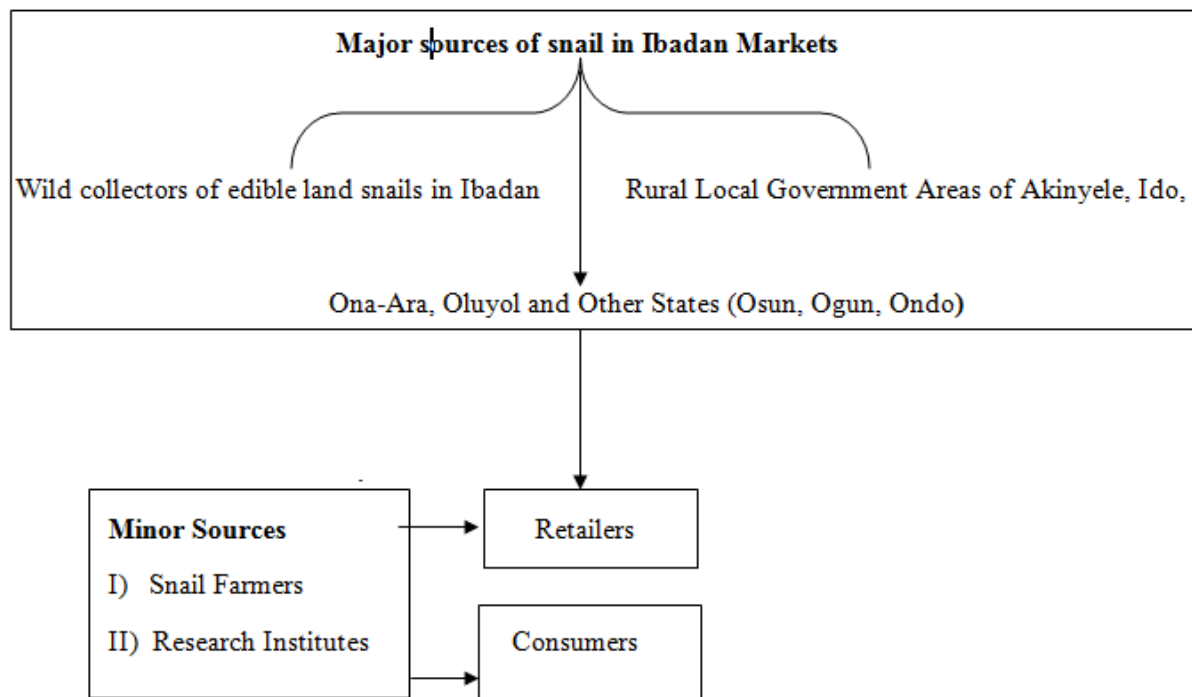 Major sources of snail in Ibadan Markets
Wild collectors of edible land snails in Ibadan
Rural Local Government Areas of Akinyele, Ido,
Ona-Ara, Oluyol and Other States (Osun, Ogun, Ondo)
Minor Sources
I) Snail Farmers
II) Research Institutes
Retailers
Consumers